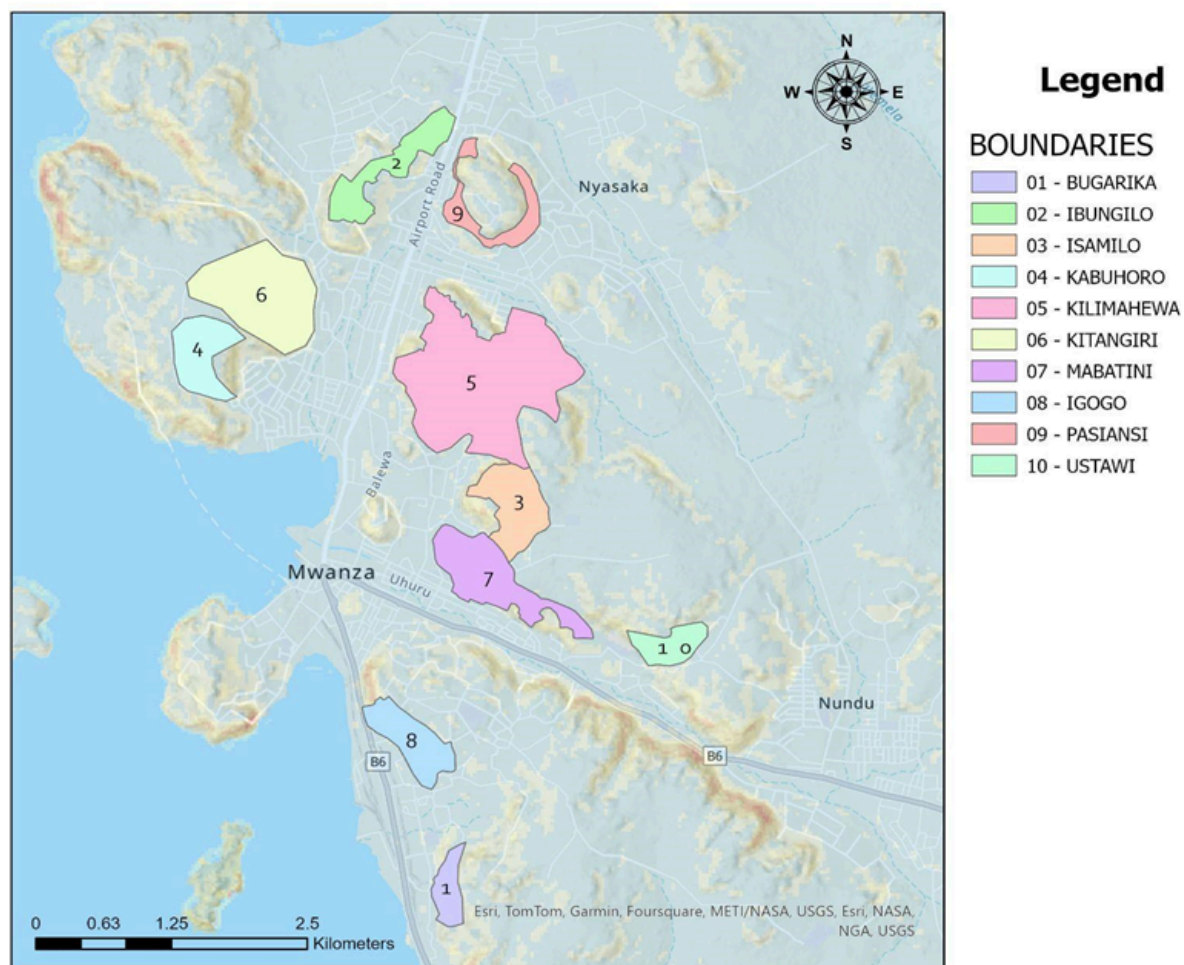 N
W E
S
Nyasaka
Airport Road
2
9
6
4
5
Balewa
3
Mwanza
Uhuru
7
1 0
Nundu
8
B6
B6
1
Esri, TomTom, Garmin, Foursquare, METI/NASA, USGS, Esri, NASA,
NGA, USGS
0 0.63 1.25 2.5
Kilometers
Legend
BOUNDARIES
01 - BUGARIKA
02 - IBUNGILO
03 - ISAMILO
04 - KABUHORO
05 - KILIMAHEWA
06 - KITANGIRI
07 - MABATINI
08 - IGOGO
09 - PASIANSI
10 - USTAWI